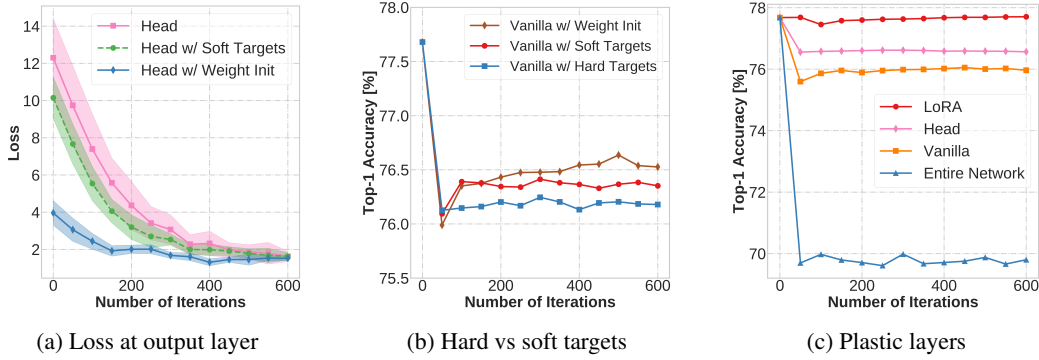 14
12
10
8
6
4
2
0
200
400
600
Loss
Number of Iterations
Head
Head w/ Soft Targets
Head w/ Weight Init
(a) Loss at output layer
78.0
77.5
77.0
76.5
76.0
75.5
0
200
400
600
Top-1 Accuracy [%]
Number of Iterations
Vanilla w/ Weight Init
Vanilla w/ Soft Targets
Vanilla w/ Hard Targets
(b) Hard vs soft targets
78
76
74
72
70
0
100
200
300
400
500
600
Top-1 Accuracy [%]
Number of Iterations
LoRA
Head
Vanilla
Entire Network
(c) Plastic layers